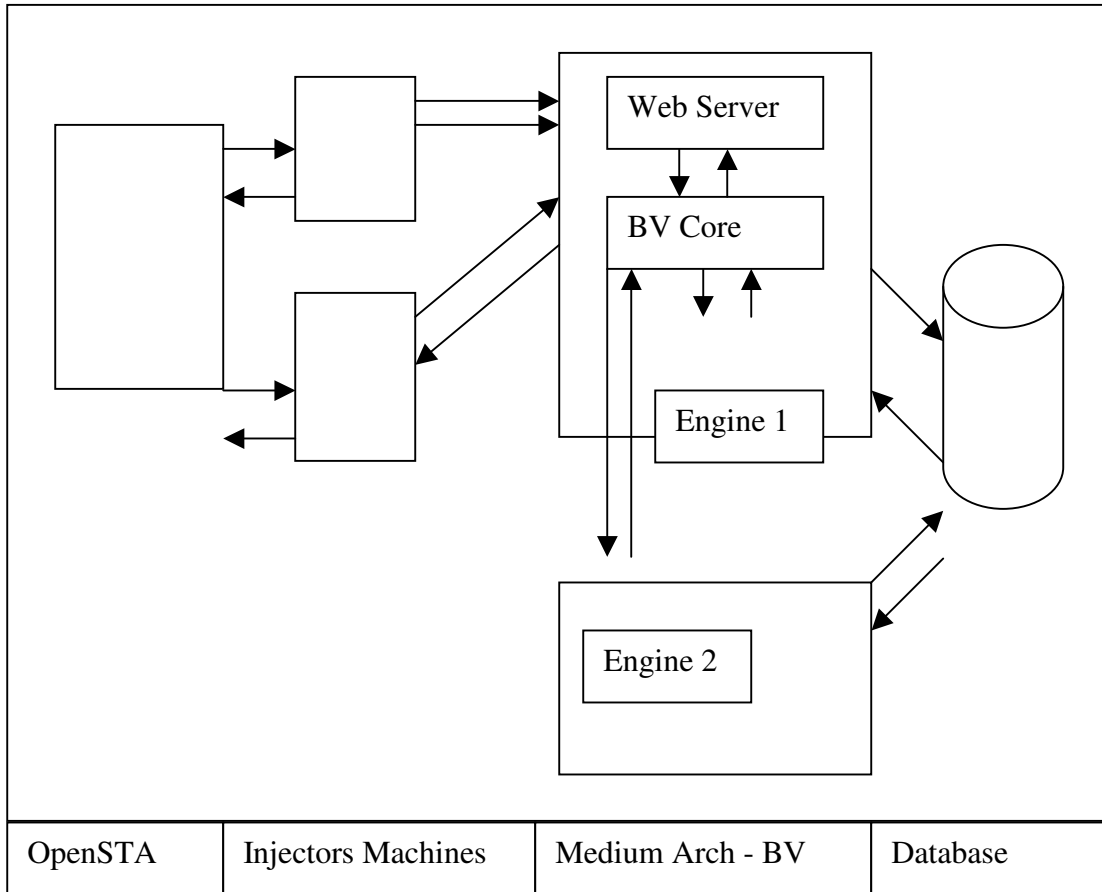 Web Server
BV Core
Engine 1
Engine 2
OpenSTA
Injectors Machines
Medium Arch - BV
Database